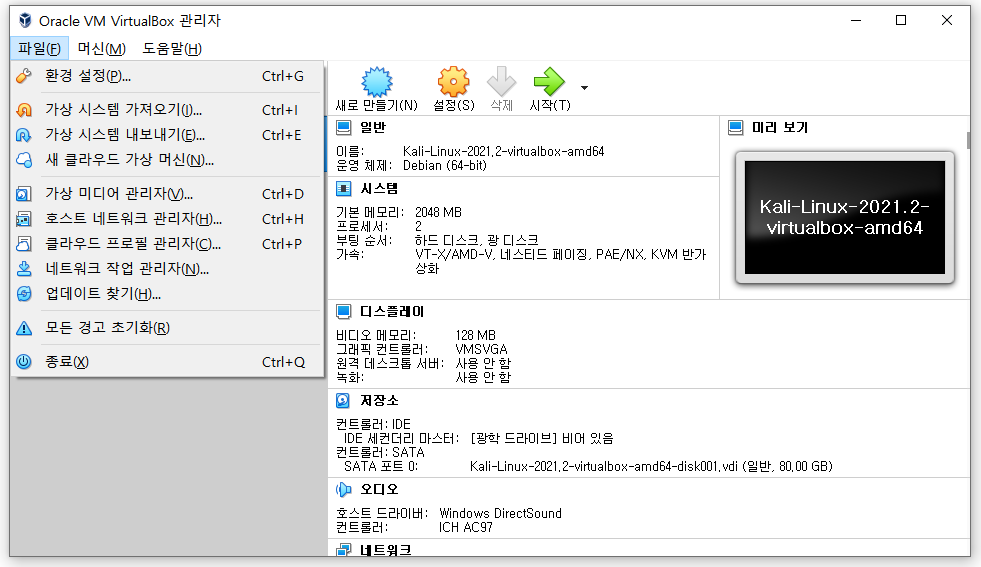 Oracle VM VirtualBox 관리자
파일(F) 머신(M) 도움말(H)
환경 설정(P)... Ctrl+G
가상 시스템 가져오기(I)... Ctrl+I
가상 시스템 내보내기(E)... Ctrl+E
새 클라우드 가상 머신(N)...
가상 미디어 관리자(V)... Ctrl+D
호스트 네트워크 관리자(H)... Ctrl+H
클라우드 프로필 관리자(C)... Ctrl+P
네트워크 작업 관리자(N)...
업데이트 찾기(H)...
모든 경고 초기화(R)
종료(X) Ctrl+Q
새로 만들기(N) 설정(S) 삭제 시작(T)
일반
이름: Kali-Linux-2021.2-virtualbox-amd64
운영 체제: Debian (64-bit)
시스템
기본 메모리: 2048 MB
프로세서: 2
부팅 순서: 하드 디스크, 광 디스크
가속: VT-X/AMD-V, 네스티드 페이징, PAE/NX, KVM 반가
상화
미리 보기
Kali-Linux-2021.2-
virtualbox-amd64
디스플레이
비디오 메모리: 128 MB
그래픽 컨트롤러: VMSVGA
원격 데스크톱 서버: 사용 안 함
녹화: 사용 안 함
저장소
컨트롤러: IDE
IDE 세컨더리 마스터: [광학 드라이브] 비어 있음
컨트롤러: SATA
SATA 포트 0: Kali-Linux-2021.2-virtualbox-amd64-disk001.vdi (일반, 80.00 GB)
오디오
호스트 드라이버: Windows DirectSound
컨트롤러: ICH AC97
네트워크